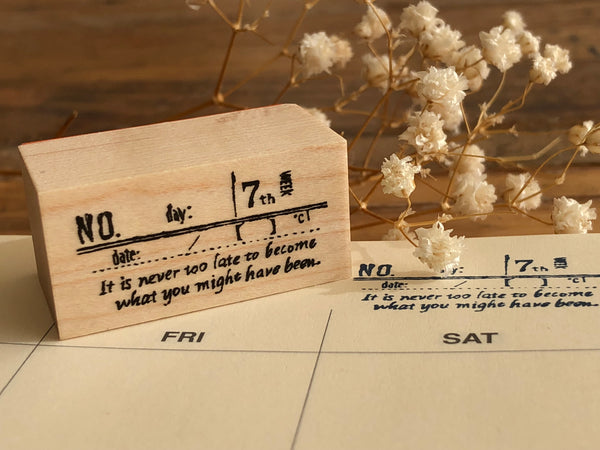 NO. day: 7th WEEK
date: / [ ] °C
It is never too late to become
what you might have been.
NO. 7th WEEK
date:
It is never too late to become
what you might have been.
FRI SAT